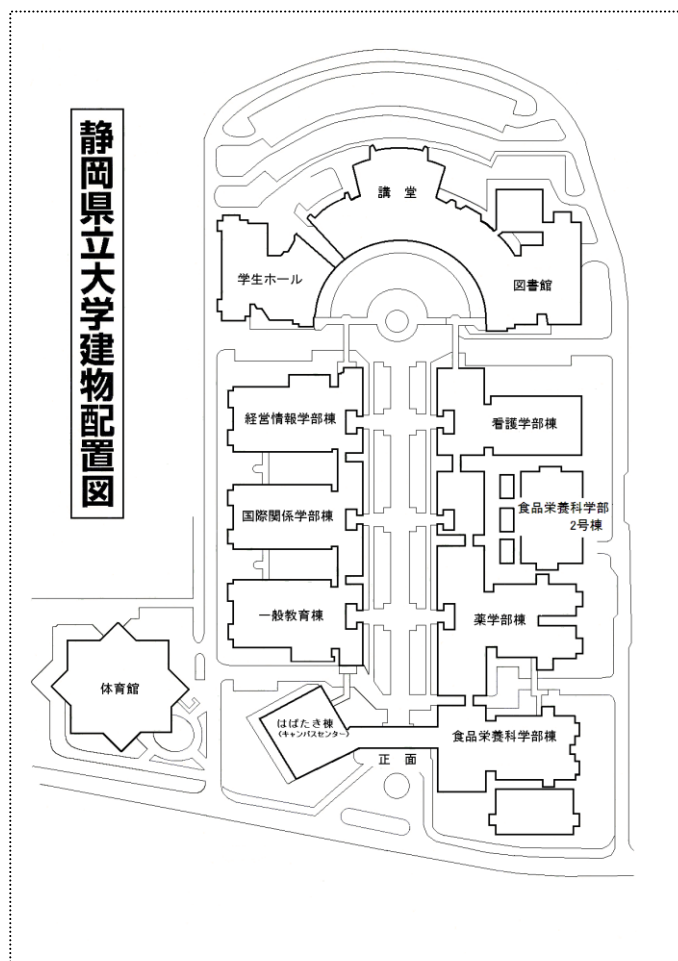 静岡県立大学建物配置図
講堂
学生ホール
図書館
経営情報学部棟
看護学部棟
国際関係学部棟
食品栄養科学部
2号棟
一般教育棟
薬学部棟
体育館
はばたき棟
(キャンパスセンター)
食品栄養科学部棟
正面